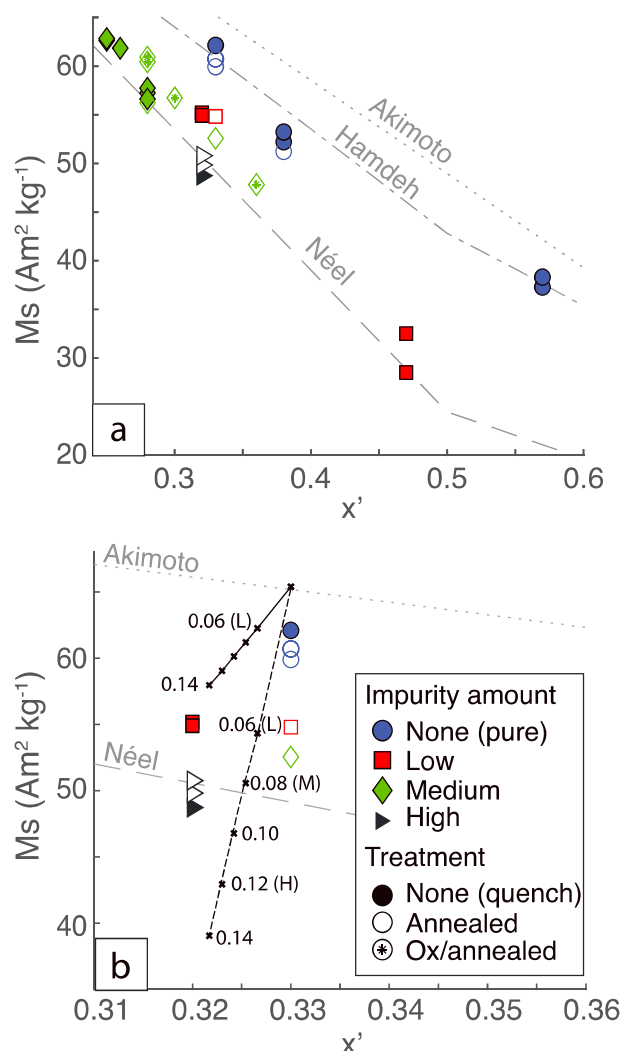 60
50
40
30
20
Ms (Am² kg⁻¹)
Akimoto
Hamdeh
Néel
a
0.3
0.4
0.5
0.6
x’
Akimoto
0.06 (L)
60
0.14
0.06 (L)
Néel
0.08 (M)
50
Ms (Am² kg⁻¹)
0.10
0.12 (H)
40
0.14
b
Impurity amount
None (pure)
Low
Medium
High
Treatment
None (quench)
Annealed
Ox/annealed
0.31
0.32
0.33
0.34
0.35
0.36
x’